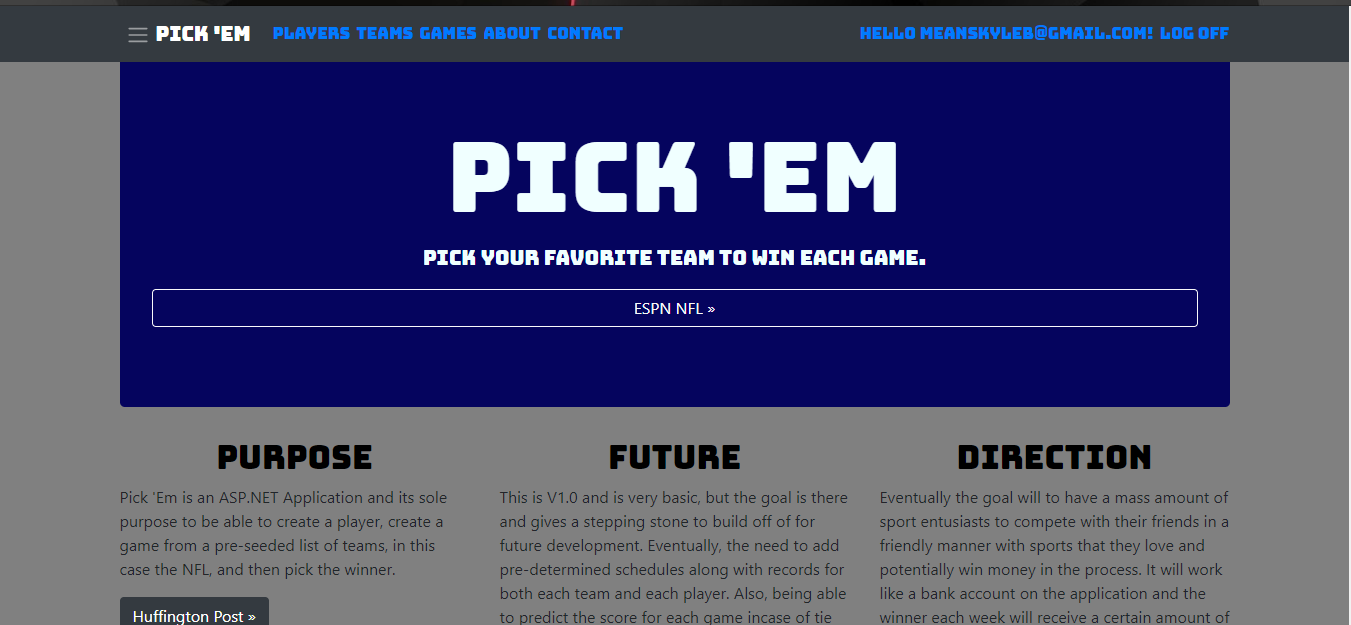 PICK 'EM PLAYERS TEAMS GAMES ABOUT CONTACT HELLO MEANSKYLEB@GMAIL.COM! LOG OFF
PICK 'EM
PICK YOUR FAVORITE TEAM TO WIN EACH GAME.
ESPN NFL »
PURPOSE
Pick 'Em is an ASP.NET Application and its sole
purpose to be able to create a player, create a
game from a pre-seeded list of teams, in this
case the NFL, and then pick the winner.
Huffington Post »
FUTURE
This is V1.0 and is very basic, but the goal is there
and gives a stepping stone to build off of for
future development. Eventually, the need to add
pre-determined schedules along with records for
both each team and each player. Also, being able
to predict the score for each game incase of tie
DIRECTION
Eventually the goal will to have a mass amount of
sport entusiasts to compete with their friends in a
friendly manner with sports that they love and
potentially win money in the process. It will work
like a bank account on the application and the
winner each week will receive a certain amount of